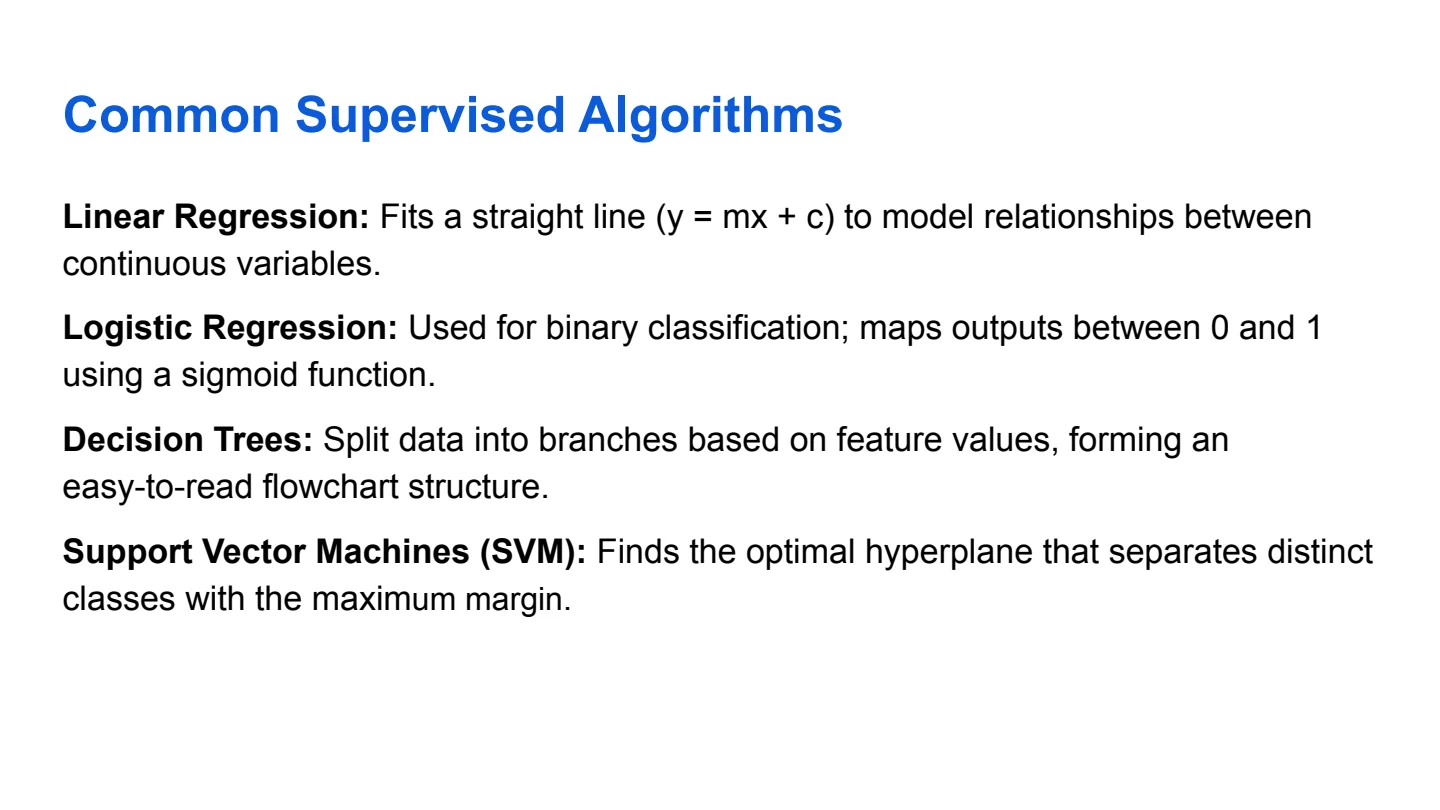 Common Supervised Algorithms
Linear Regression: Fits a straight line (y = mx + c) to model relationships between
continuous variables.
Logistic Regression: Used for binary classification; maps outputs between 0 and 1
using a sigmoid function.
Decision Trees: Split data into branches based on feature values, forming an
easy-to-read flowchart structure.
Support Vector Machines (SVM): Finds the optimal hyperplane that separates distinct
classes with the maximum margin.